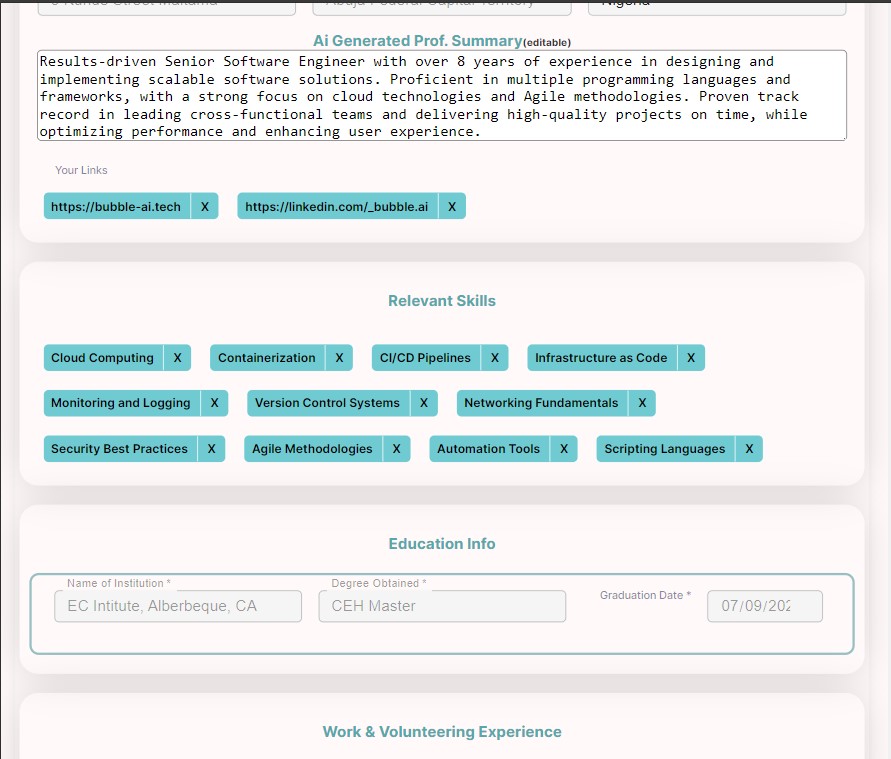 Ai Generated Prof. Summary(editable)
Results-driven Senior Software Engineer with over 8 years of experience in designing and
implementing scalable software solutions. Proficient in multiple programming languages and
frameworks, with a strong focus on cloud technologies and Agile methodologies. Proven track
record in leading cross-functional teams and delivering high-quality projects on time, while
optimizing performance and enhancing user experience.
Your Links
https://bubble-ai.tech X https://linkedin.com/_bubble.ai X
Relevant Skills
Cloud Computing X Containerization X CI/CD Pipelines X Infrastructure as Code X
Monitoring and Logging X Version Control Systems X Networking Fundamentals X
Security Best Practices X Agile Methodologies X Automation Tools X Scripting Languages X
Education Info
Name of Institution * Degree Obtained * Graduation Date *
EC Intitute, Alberbeque, CA CEH Master 07/09/202
Work & Volunteering Experience